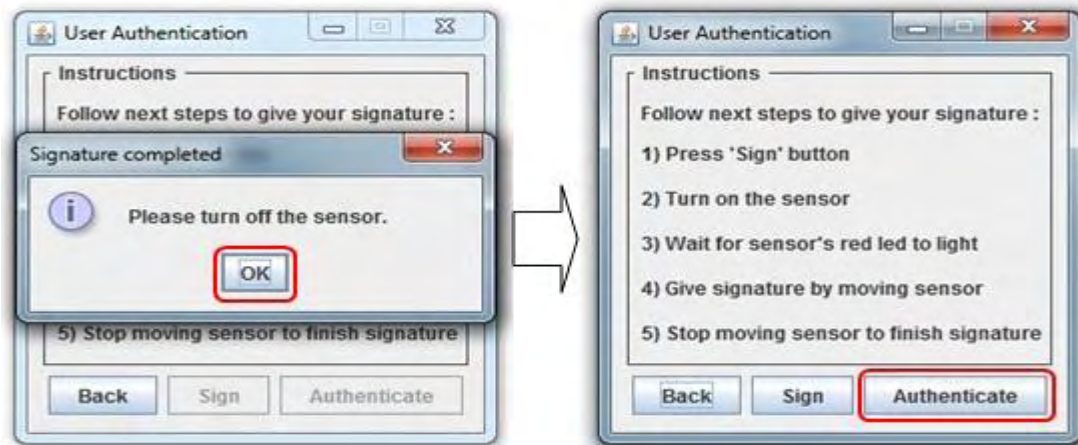 User Authentication
Instructions
Follow next steps to give your signature :
Signature completed
Please turn off the sensor.
OK
5) Stop moving sensor to finish signature
Back Sign Authenticate
User Authentication
Instructions
Follow next steps to give your signature :
1) Press 'Sign' button
2) Turn on the sensor
3) Wait for sensor's red led to light
4) Give signature by moving sensor
5) Stop moving sensor to finish signature
Back Sign Authenticate